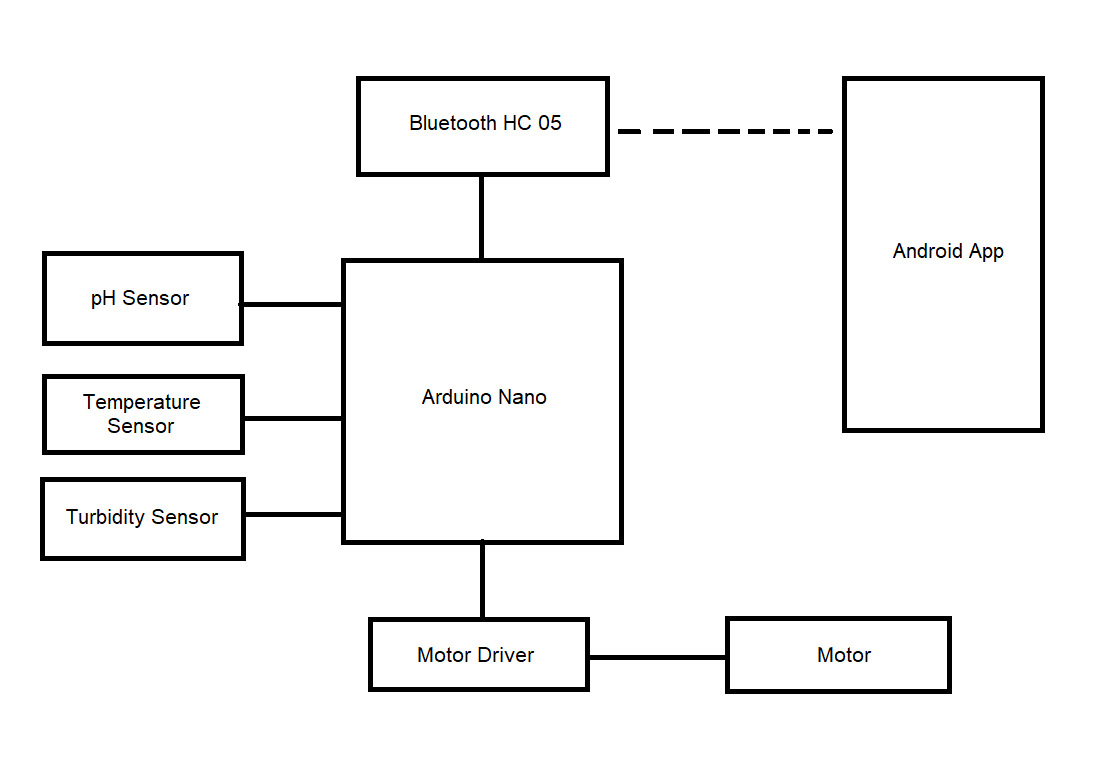 Bluetooth HC 05
Android App
pH Sensor
Arduino Nano
Temperature
Sensor
Turbidity Sensor
Motor Driver
Motor